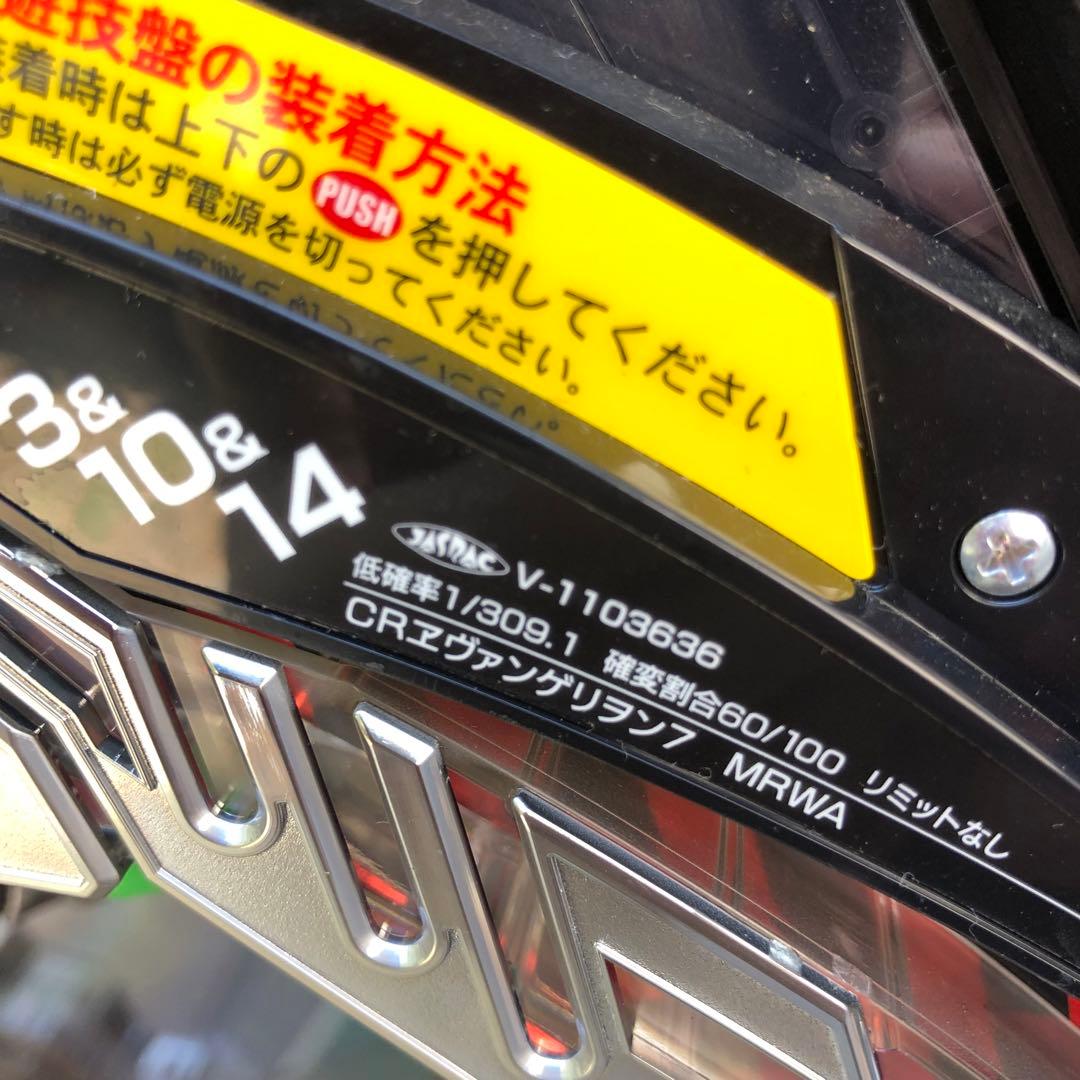 遊技盤の装着方法
装着時は上下の PUSH を押してください。
す時は必ず電源を切ってください。
3&10&14
JASRAC V-1103636
低確率1/309.1 確変割合60/100 リミットなし
CRヱヴァンゲリヲン7 MRWA